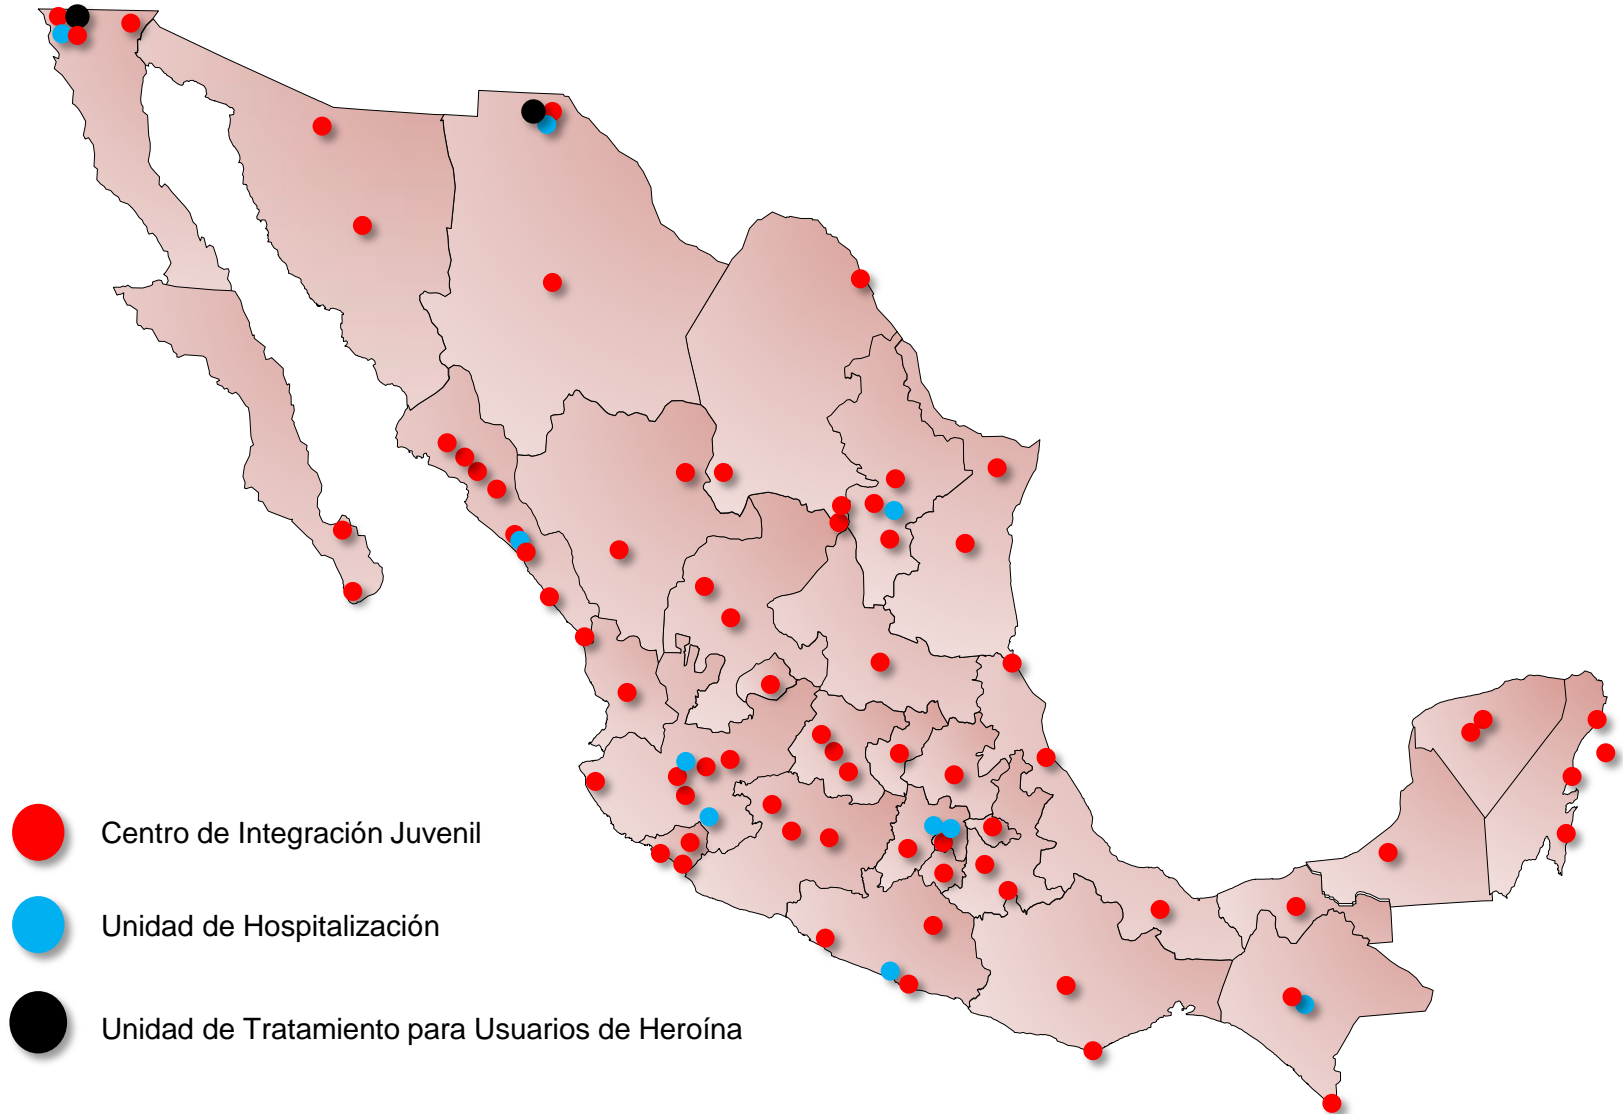 Centro de Integración Juvenil
Unidad de Hospitalización
Unidad de Tratamiento para Usuarios de Heroína